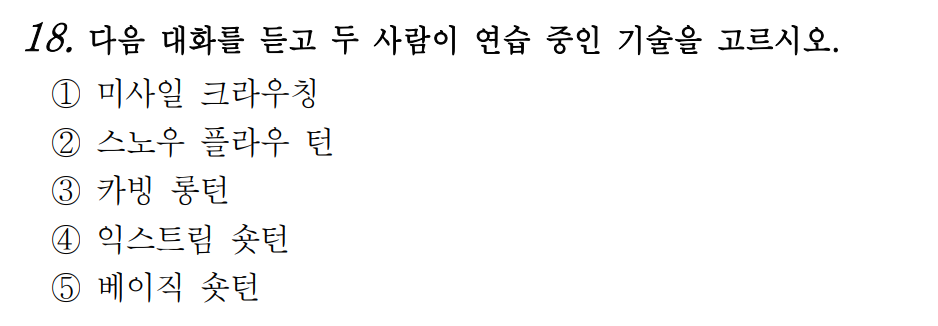 18. 다음 대화를 듣고 두 사람이 연습 중인 기술을 고르시오.
① 미사일 크라우칭
② 스노우 플라우 턴
③ 카빙 롱턴
④ 익스트림 숏턴
⑤ 베이직 숏턴